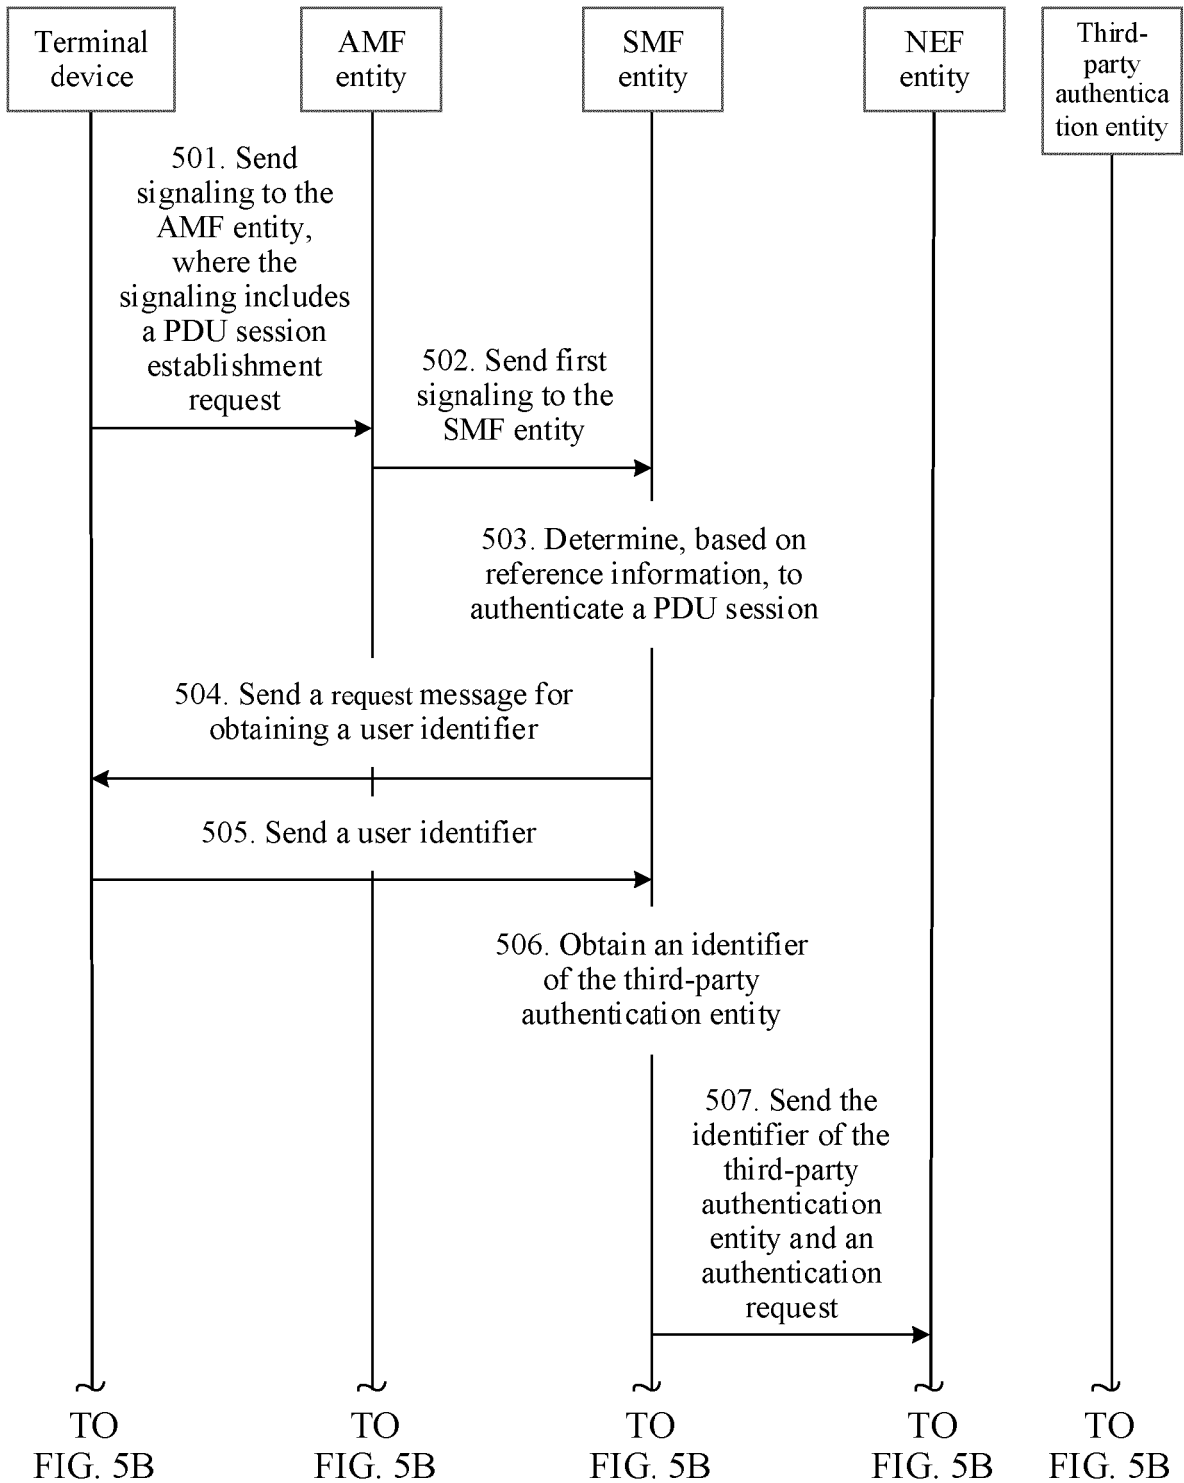 Terminal
device
AMF
entity
SMF
entity
NEF
entity
Third-
party
authentica
tion entity
501. Send
signaling to the
AMF entity,
where the
signaling includes
a PDU session
establishment
request
502. Send first
signaling to the
SMF entity
503. Determine, based on
reference information, to
authenticate a PDU session
504. Send a request message for
obtaining a user identifier
505. Send a user identifier
506. Obtain an identifier
of the third-party
authentication entity
507. Send the
identifier of the
third-party
authentication
entity and an
authentication
request
TO
FIG. 5B
TO
FIG. 5B
TO
FIG. 5B
TO
FIG. 5B
TO
FIG. 5B